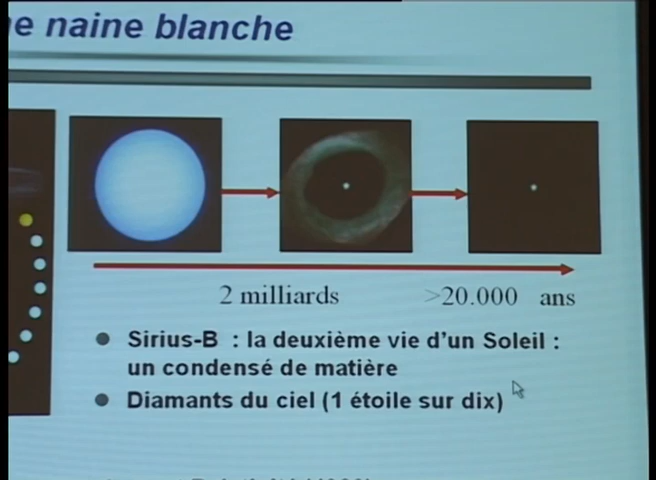 naine blanche
2 milliards >20.000 ans
Sirius-B : la deuxième vie d'un Soleil :
un condensé de matière
Diamants du ciel (1 étoile sur dix)